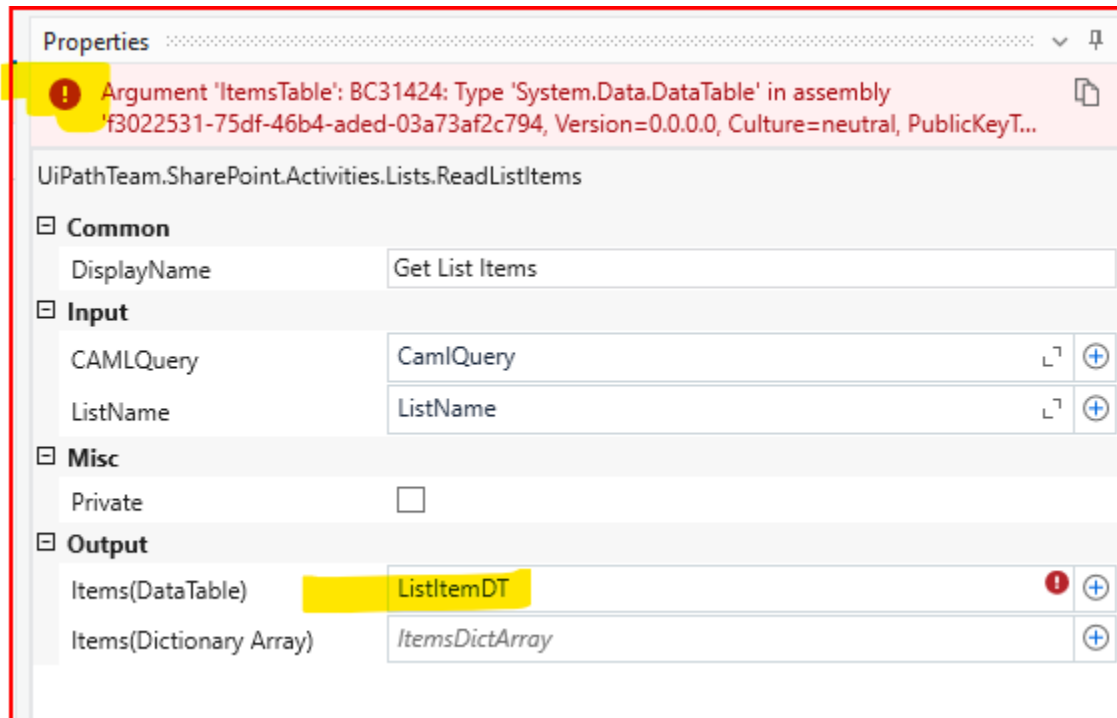 Properties
Argument 'ItemsTable': BC31424: Type 'System.Data.DataTable' in assembly
'f3022531-75df-46b4-aded-03a73af2c794, Version=0.0.0.0, Culture=neutral, PublicKeyT...
UiPathTeam.SharePoint.Activities.Lists.ReadListItems
Common
DisplayName Get List Items
Input
CAMLQuery CamlQuery
ListName ListName
Misc
Private
Output
Items(DataTable) ListItemDT
Items(Dictionary Array) ItemsDictArray